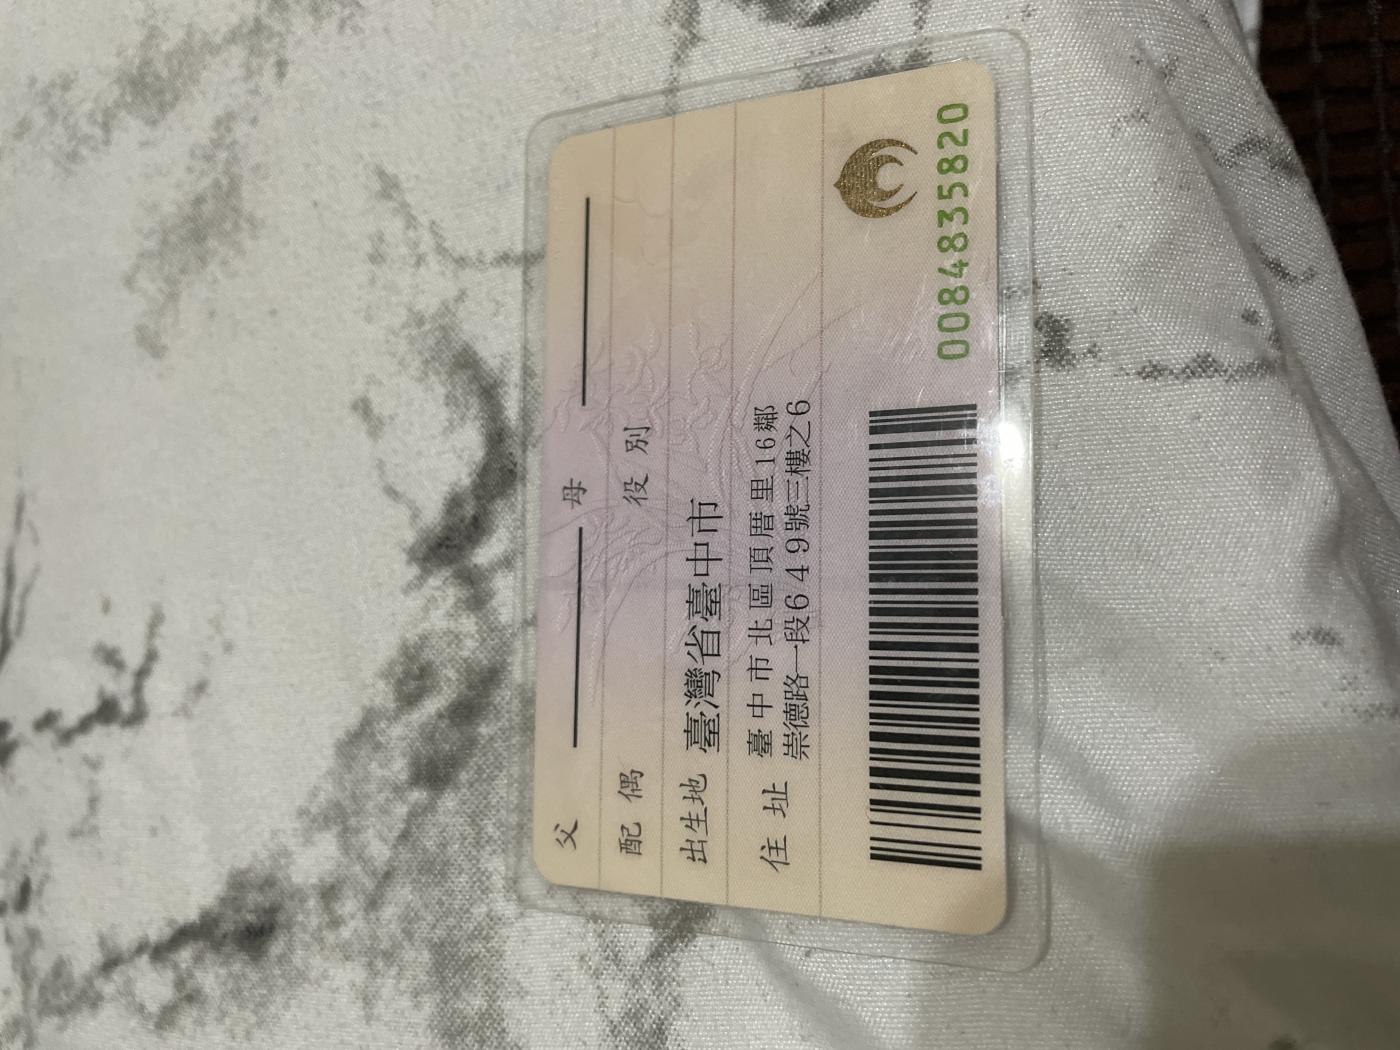 父 母
配偶 役別
出生地 臺灣省臺中市
住址 臺中市北區頂厝里16鄰
崇德路一段649號三樓之6
0084835820